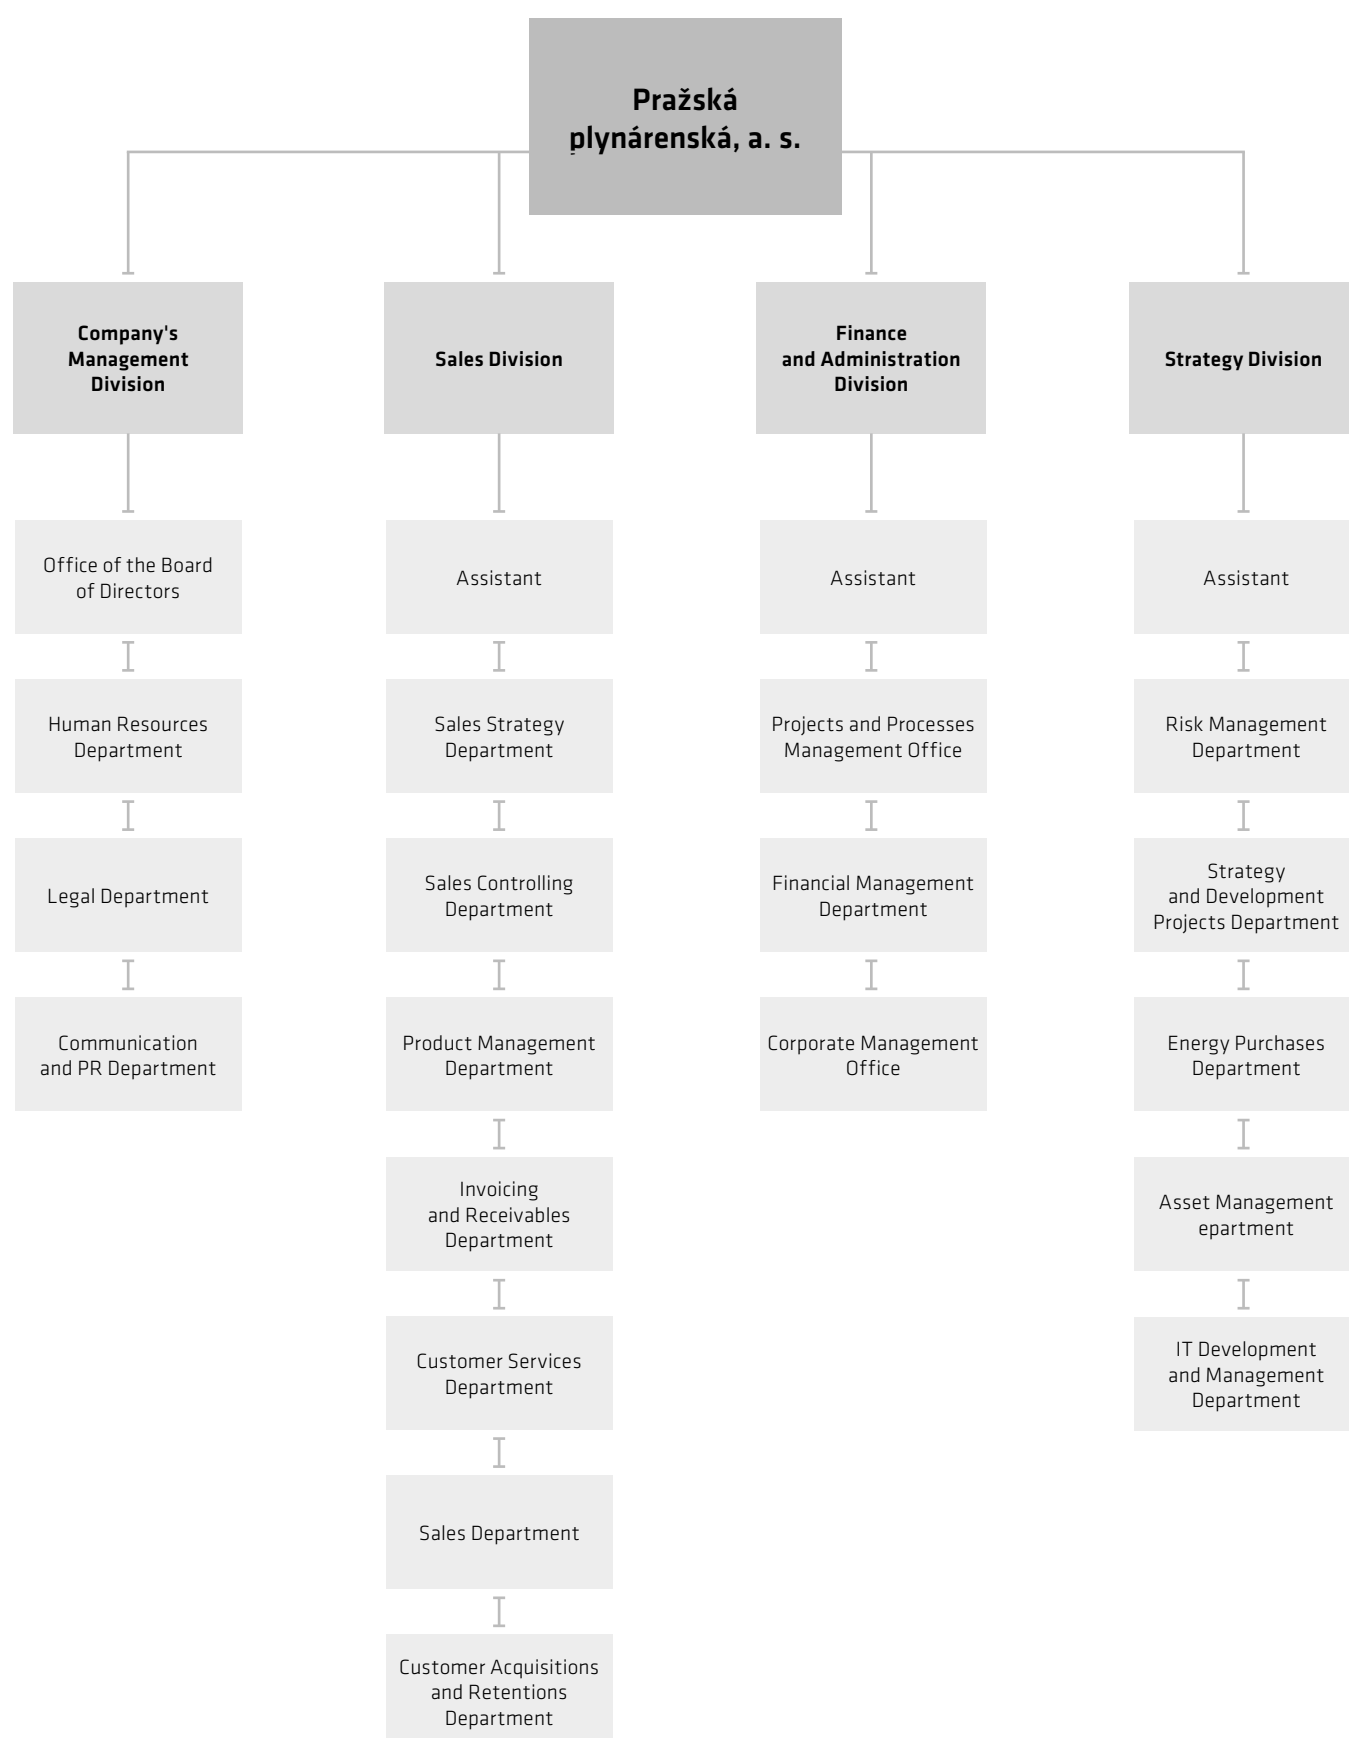 Pražská
plynárenská, a. s.
Company's
Management
Division
Office of the Board
of Directors
Human Resources
Department
Legal Department
Communication
and PR Department
Sales Division
Assistant
Sales Strategy
Department
Sales Controlling
Department
Product Management
Department
Invoicing
and Receivables
Department
Customer Services
Department
Sales Department
Customer Acquisitions
and Retentions
Department
Finance
and Administration
Division
Assistant
Projects and Processes
Management Office
Financial Management
Department
Corporate Management
Office
Strategy Division
Assistant
Risk Management
Department
Strategy
and Development
Projects Department
Energy Purchases
Department
Asset Management
epartment
IT Development
and Management
Department